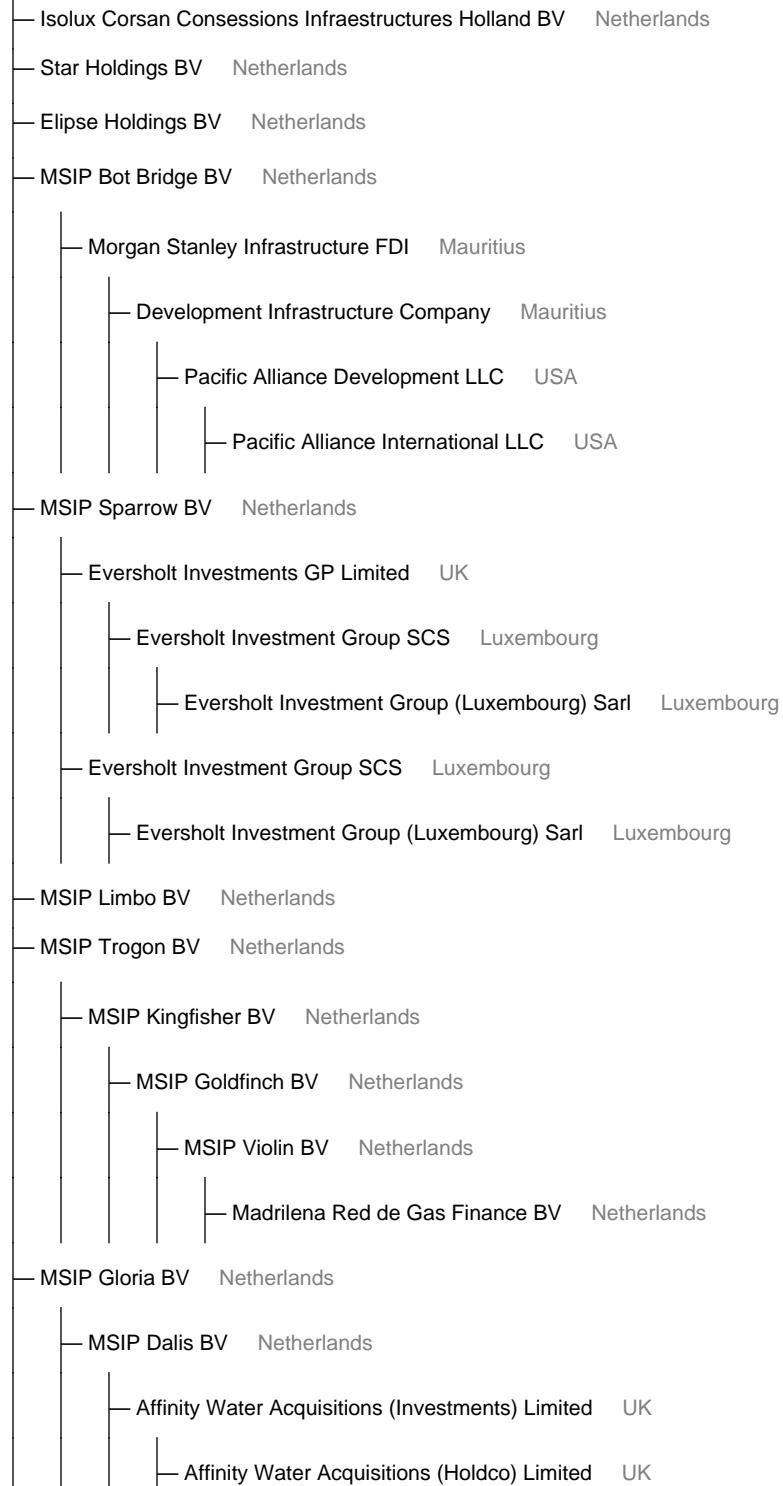 Isolux Corsan Consessions Infraestructures Holland BV Netherlands
Star Holdings BV Netherlands
Elipse Holdings BV Netherlands
MSIP Bot Bridge BV Netherlands
Morgan Stanley Infrastructure FDI Mauritius
Development Infrastructure Company Mauritius
Pacific Alliance Development LLC USA
Pacific Alliance International LLC USA
MSIP Sparrow BV Netherlands
Eversholt Investments GP Limited UK
Eversholt Investment Group SCS Luxembourg
Eversholt Investment Group (Luxembourg) Sarl Luxembourg
Eversholt Investment Group SCS Luxembourg
Eversholt Investment Group (Luxembourg) Sarl Luxembourg
MSIP Limbo BV Netherlands
MSIP Trogon BV Netherlands
MSIP Kingfisher BV Netherlands
MSIP Goldfinch BV Netherlands
MSIP Violin BV Netherlands
Madrilena Red de Gas Finance BV Netherlands
MSIP Gloria BV Netherlands
MSIP Dalis BV Netherlands
Affinity Water Acquisitions (Investments) Limited UK
Affinity Water Acquisitions (Holdco) Limited UK